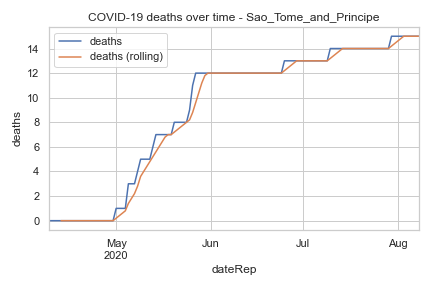 COVID-19 deaths over time - Sao_Tome_and_Principe
deaths
deaths (rolling)
14
12
10
8
6
4
2
0
deaths
May
2020
Jun
Jul
Aug
dateRep